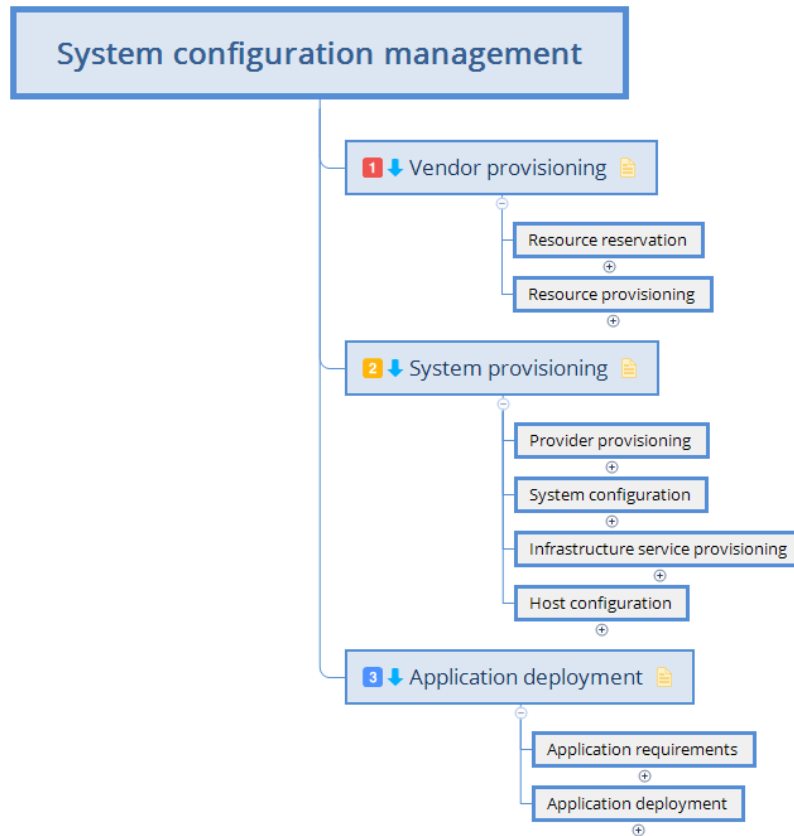 System configuration management
1 Vendor provisioning
Resource reservation
Resource provisioning
2 System provisioning
Provider provisioning
System configuration
Infrastructure service provisioning
Host configuration
3 Application deployment
Application requirements
Application deployment